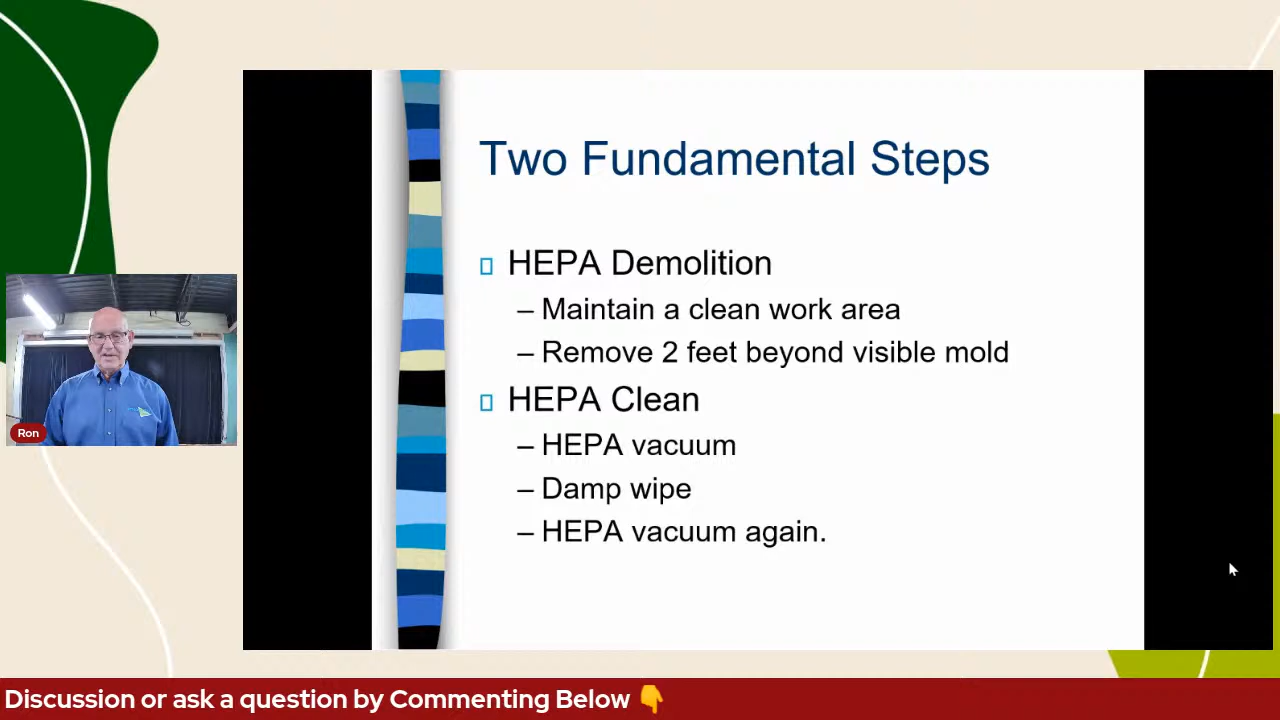 Two Fundamental Steps
HEPA Demolition
– Maintain a clean work area
– Remove 2 feet beyond visible mold
HEPA Clean
– HEPA vacuum
– Damp wipe
– HEPA vacuum again.
Ron
Discussion or ask a question by Commenting Below 👇